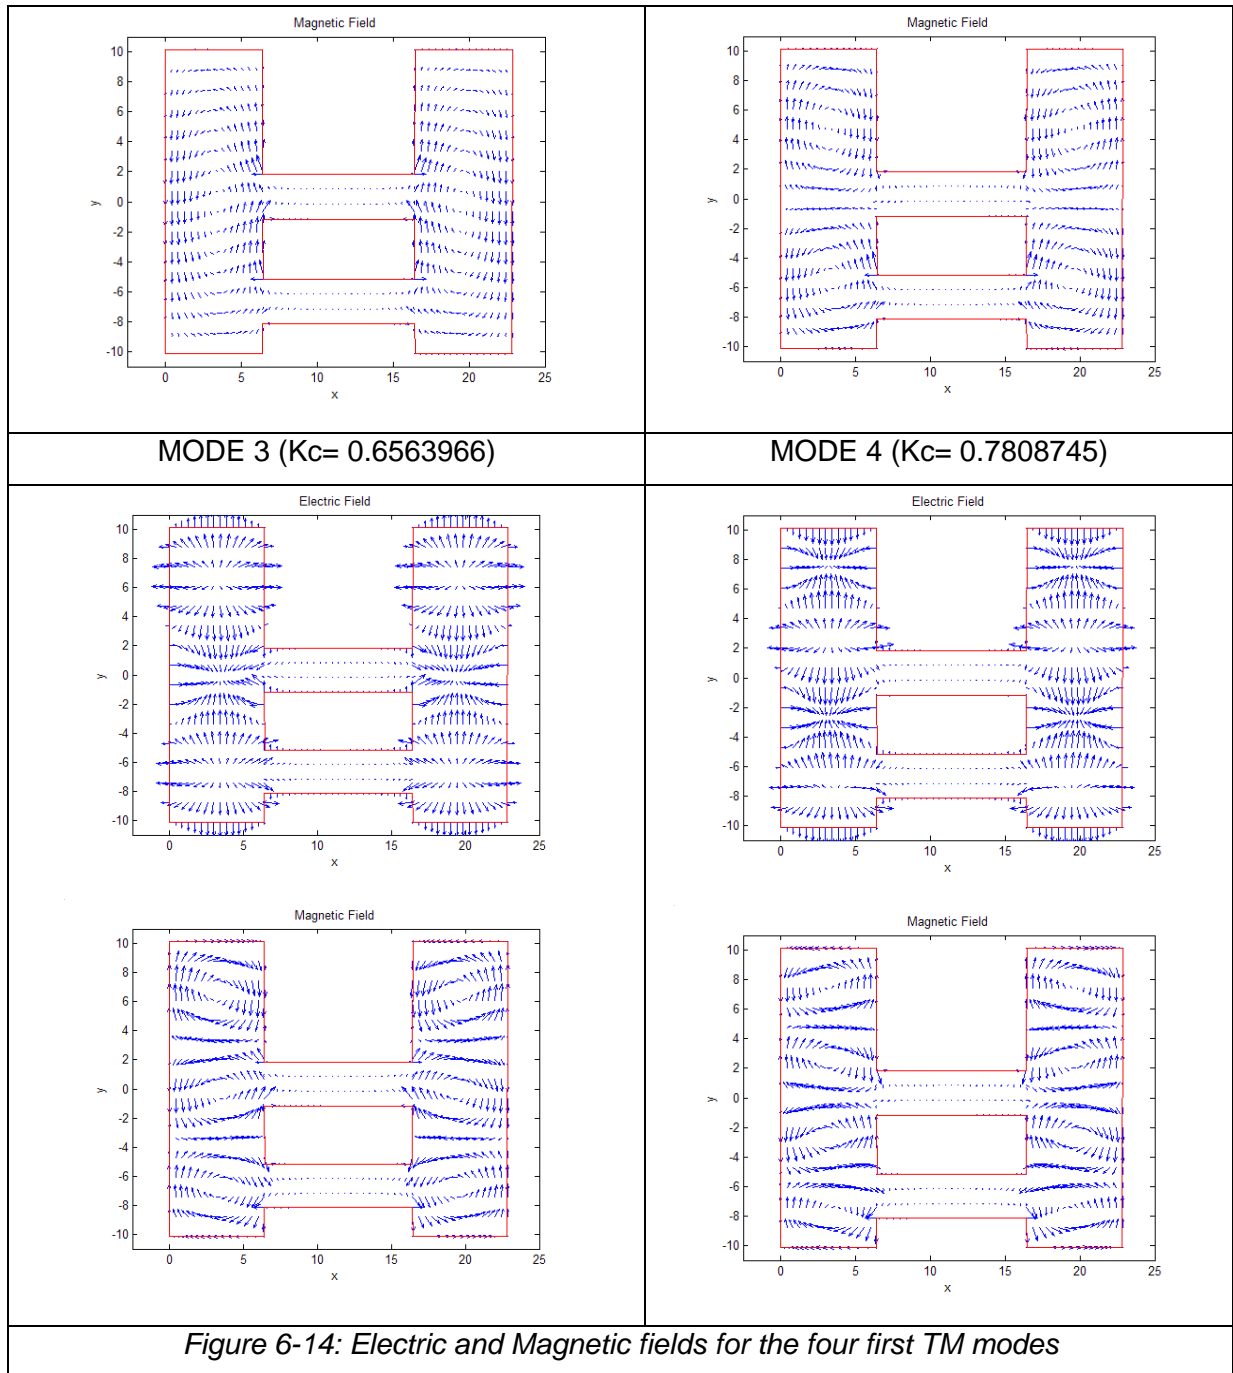 Magnetic Field
10
8
6
4
2
0
-2
-4
-6
-8
-10
y
0 5 10 15 20 25
x
Magnetic Field
10
8
6
4
2
0
-2
-4
-6
-8
-10
y
0 5 10 15 20 25
x
MODE 3 (Kc= 0.6563966)
MODE 4 (Kc= 0.7808745)
Electric Field
10
8
6
4
2
0
-2
-4
-6
-8
-10
y
0 5 10 15 20 25
x
Magnetic Field
10
8
6
4
2
0
-2
-4
-6
-8
-10
y
0 5 10 15 20 25
x
Electric Field
10
8
6
4
2
0
-2
-4
-6
-8
-10
y
0 5 10 15 20 25
x
Magnetic Field
10
8
6
4
2
0
-2
-4
-6
-8
-10
y
0 5 10 15 20 25
x
Figure 6-14: Electric and Magnetic fields for the four first TM modes